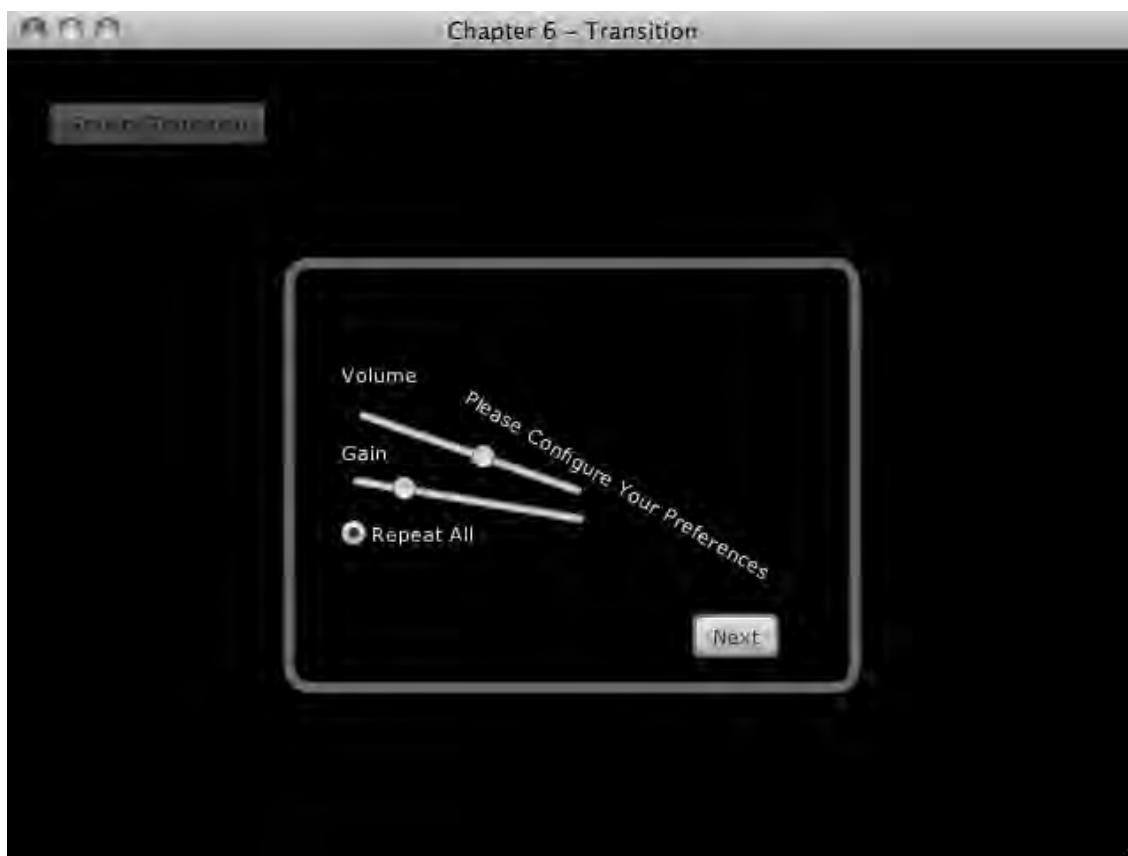 Chapter 6 – Transition
Volume
Please Configure Your Preferences
Gain
Repeat All
Next